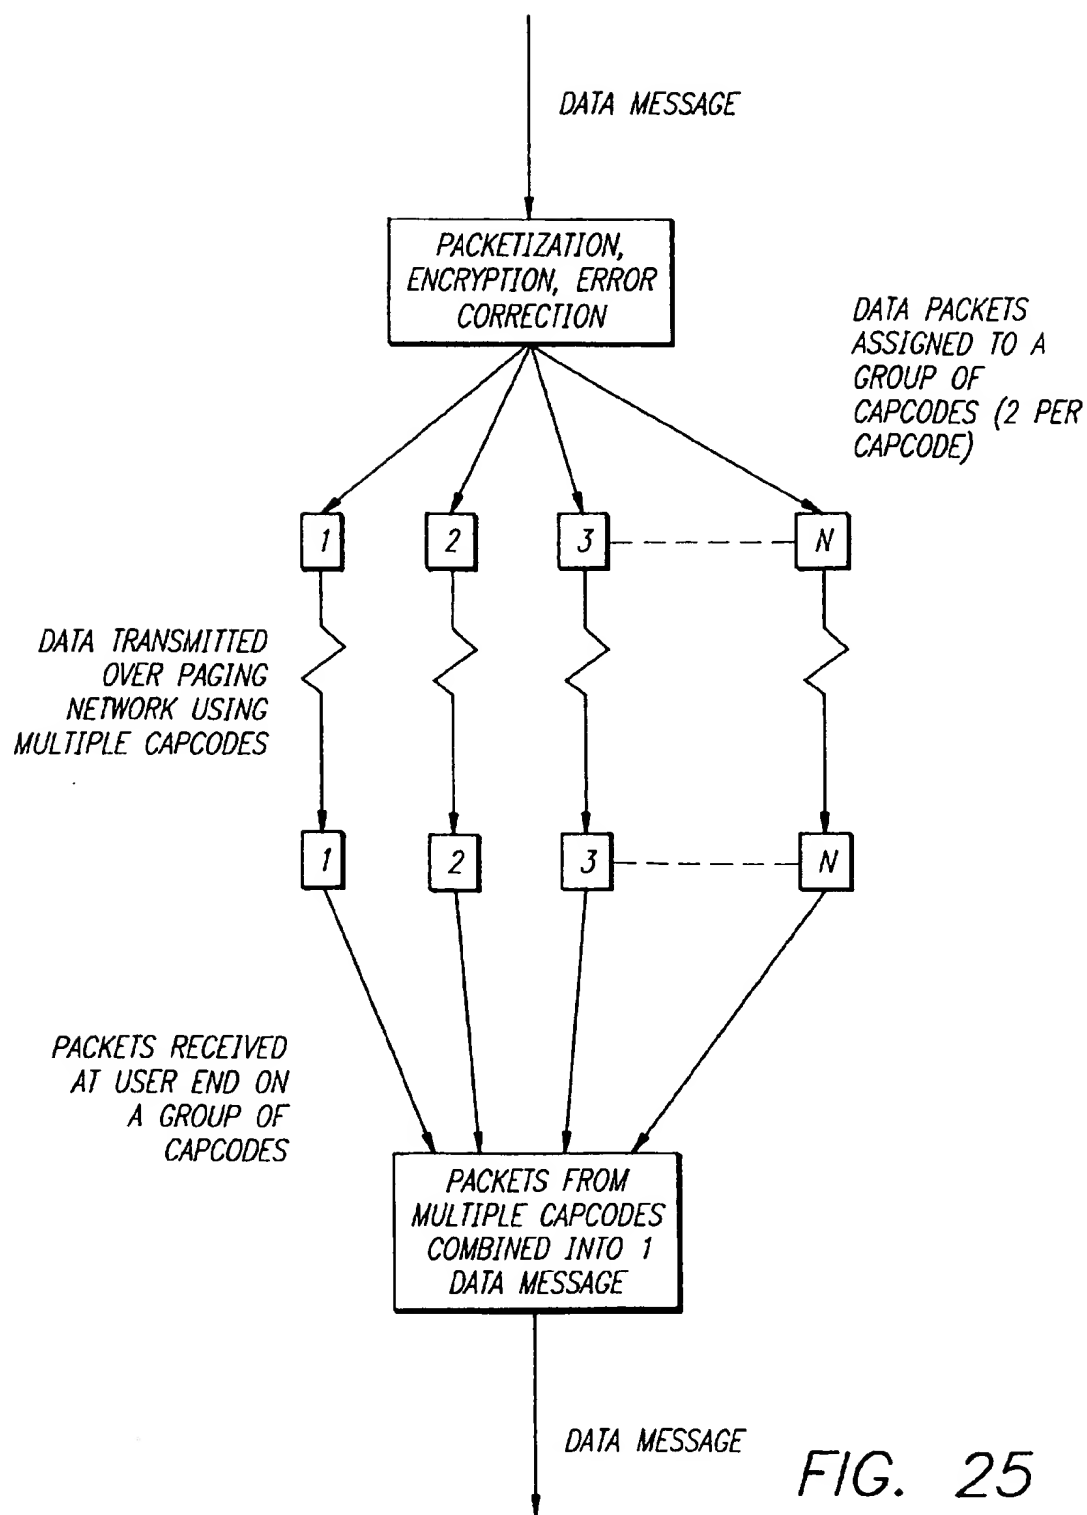 DATA MESSAGE
PACKETIZATION,
ENCRYPTION, ERROR
CORRECTION
DATA PACKETS
ASSIGNED TO A
GROUP OF
CAPCODES (2 PER
CAPCODE)
1
2
3
N
DATA TRANSMITTED
OVER PAGING
NETWORK USING
MULTIPLE CAPCODES
1
2
3
N
PACKETS RECEIVED
AT USER END ON
A GROUP OF
CAPCODES
PACKETS FROM
MULTIPLE CAPCODES
COMBINED INTO 1
DATA MESSAGE
DATA MESSAGE
FIG. 25